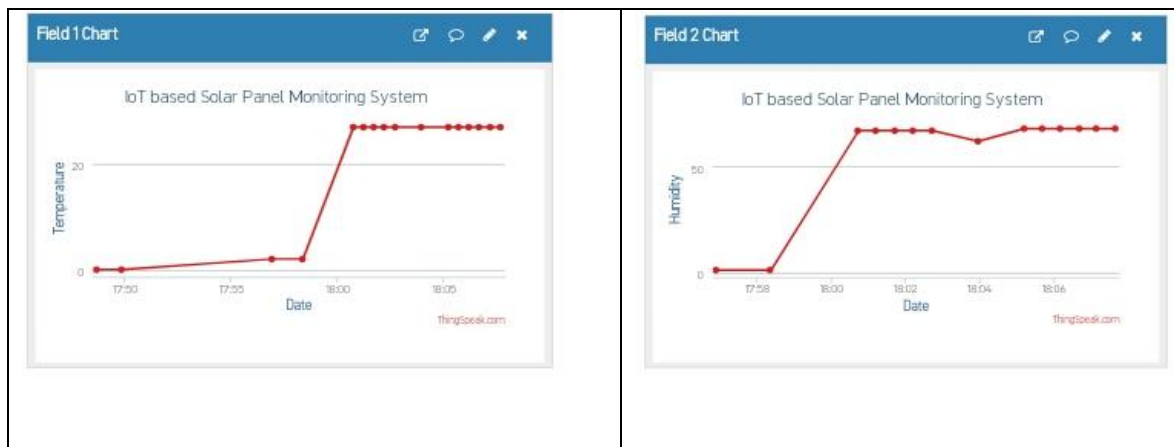 Field 1 Chart
IoT based Solar Panel Monitoring System
Temperature
20
0
17:50
17:55
18:00
18:05
Date
ThingSpeak.com
Field 2 Chart
IoT based Solar Panel Monitoring System
Humidity
50
0
17:58
18:00
18:02
18:04
18:06
Date
ThingSpeak.com